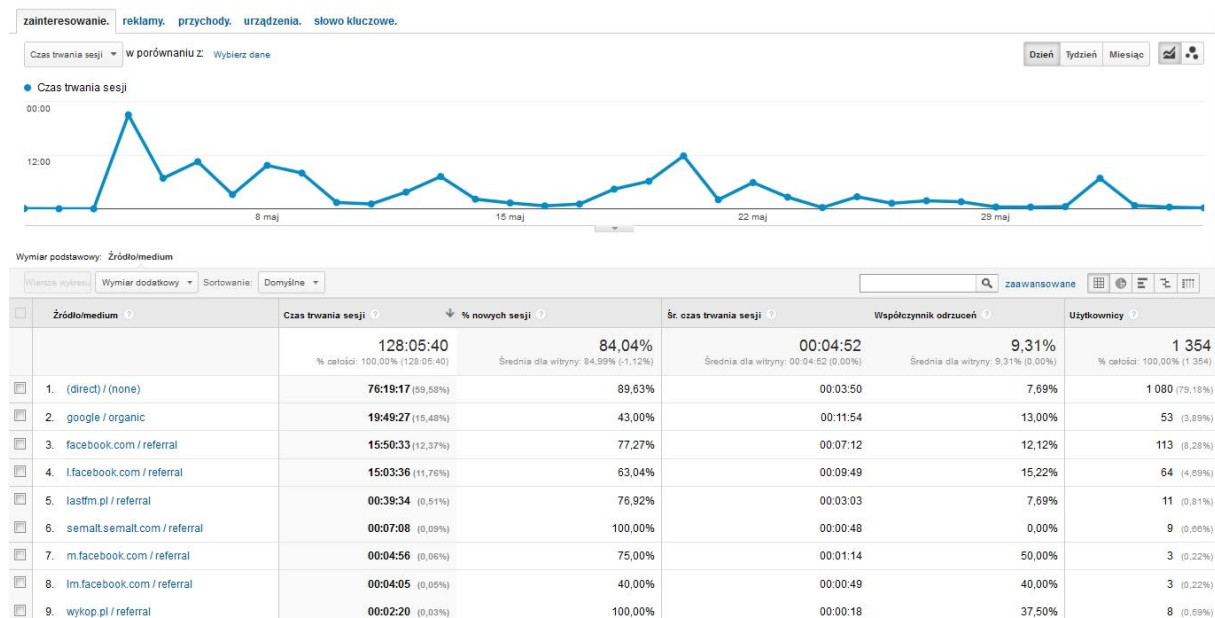 zainteresowanie. reklamy. przychody. urządzenia. słowo kluczowe.
Czas trwania sesji w porównaniu z: Wybierz dane Dzień Tydzień Miesiąc
Czas trwania sesji
00:00
12:00
8 maj 15 maj 22 maj 29 maj
Wymiar podstawowy: Źródło/medium
Wiersze wykresu Wymiar dodatkowy Sortowanie: Domyślne zaawansowane
Źródło/medium ? Czas trwania sesji ? % nowych sesji ? Śr. czas trwania sesji ? Współczynnik odrzuceń ? Użytkownicy ?
128:05:40 84,04% 00:04:52 9,31% 1 354
% całości: 100,00% (128:05:40) Średnia dla witryny: 84,99% (-1,12%) Średnia dla witryny: 00:04:52 (0,00%) Średnia dla witryny: 9,31% (0,00%) % całości: 100,00% (1 354)
1. (direct) / (none) 76:19:17 (59,58%) 89,63% 00:03:50 7,69% 1 080 (79,18%)
2. google / organic 19:49:27 (15,48%) 43,00% 00:11:54 13,00% 53 (3,89%)
3. facebook.com / referral 15:50:33 (12,37%) 77,27% 00:07:12 12,12% 113 (8,28%)
4. l.facebook.com / referral 15:03:36 (11,76%) 63,04% 00:09:49 15,22% 64 (4,69%)
5. lastfm.pl / referral 00:39:34 (0,51%) 76,92% 00:03:03 7,69% 11 (0,81%)
6. semalt.semalt.com / referral 00:07:08 (0,09%) 100,00% 00:00:48 0,00% 9 (0,66%)
7. m.facebook.com / referral 00:04:56 (0,06%) 75,00% 00:01:14 50,00% 3 (0,22%)
8. lm.facebook.com / referral 00:04:05 (0,05%) 40,00% 00:00:49 40,00% 3 (0,22%)
9. wykop.pl / referral 00:02:20 (0,03%) 100,00% 00:00:18 37,50% 8 (0,59%)